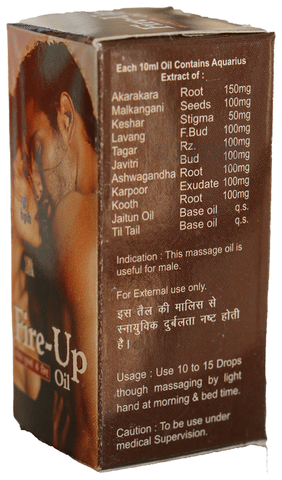 Each 10ml Oil Contains Aquarius
Extract of :
Akarakara Root 150mg
Malkangani Seeds 100mg
Keshar Stigma 50mg
Lavang F.Bud 100mg
Tagar Rz. 100mg
Javitri Bud 100mg
Ashwagandha Root 100mg
Karpoor Exudate 100mg
Kooth Root 100mg
Jaitun Oil Base oil q.s.
Til Tail Base oil q.s.
Indication : This massage oil is
useful for male.
For External use only.
इस तैल की मालिस से
स्नायुविक दुर्बलता नष्ट होती
है।
Usage : Use 10 to 15 Drops
though massaging by light
hand at morning & bed time.
Caution : To be use under
medical Supervision.
Fire-Up
Oil